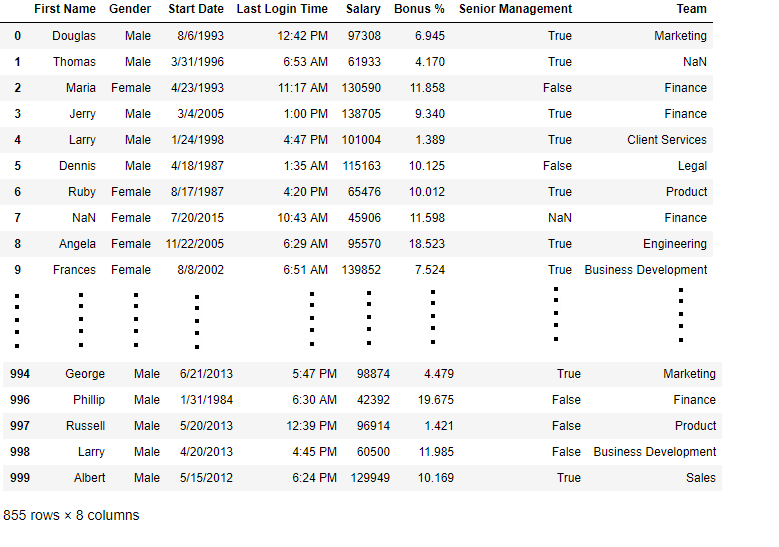 First Name Gender Start Date Last Login Time Salary Bonus % Senior Management Team
0 Douglas Male 8/6/1993 12:42 PM 97308 6.945 True Marketing
1 Thomas Male 3/31/1996 6:53 AM 61933 4.170 True NaN
2 Maria Female 4/23/1993 11:17 AM 130590 11.858 False Finance
3 Jerry Male 3/4/2005 1:00 PM 138705 9.340 True Finance
4 Larry Male 1/24/1998 4:47 PM 101004 1.389 True Client Services
5 Dennis Male 4/18/1987 1:35 AM 115163 10.125 False Legal
6 Ruby Female 8/17/1987 4:20 PM 65476 10.012 True Product
7 NaN Female 7/20/2015 10:43 AM 45906 11.598 NaN Finance
8 Angela Female 11/22/2005 6:29 AM 95570 18.523 True Engineering
9 Frances Female 8/8/2002 6:51 AM 139852 7.524 True Business Development
994 George Male 6/21/2013 5:47 PM 98874 4.479 True Marketing
996 Phillip Male 1/31/1984 6:30 AM 42392 19.675 False Finance
997 Russell Male 5/20/2013 12:39 PM 96914 1.421 False Product
998 Larry Male 4/20/2013 4:45 PM 60500 11.985 False Business Development
999 Albert Male 5/15/2012 6:24 PM 129949 10.169 True Sales
855 rows × 8 columns